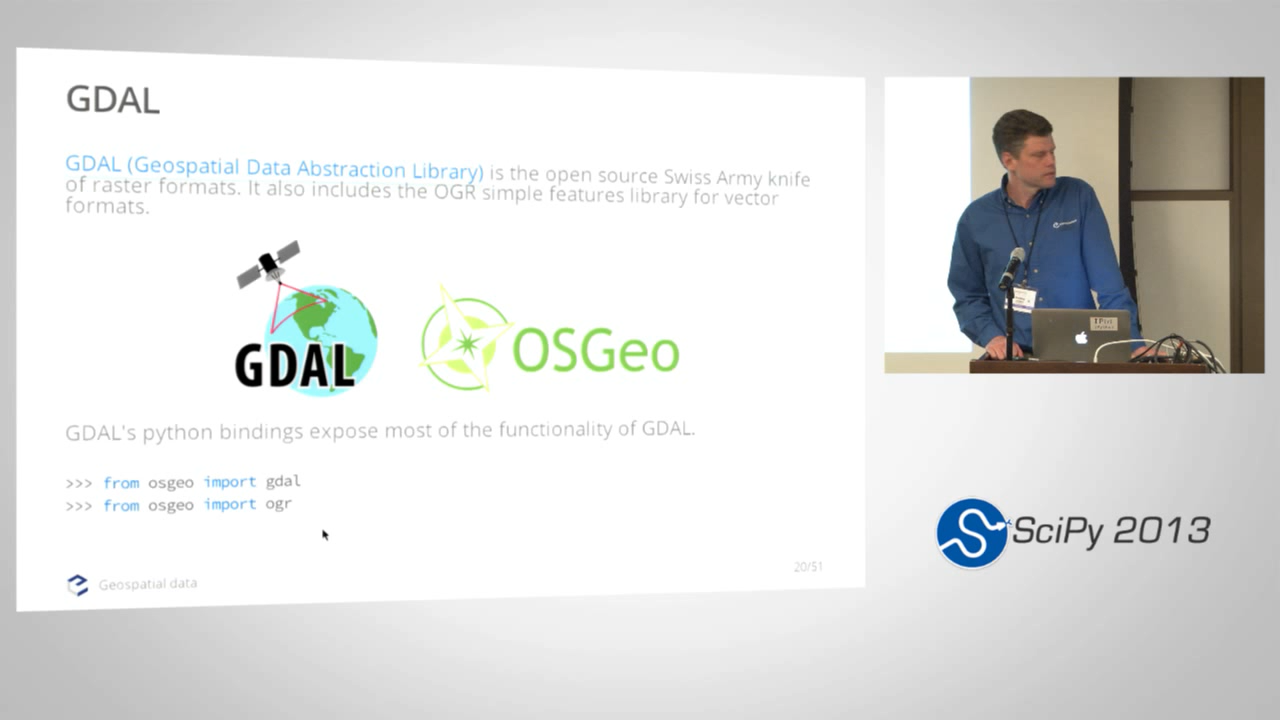 GDAL
GDAL (Geospatial Data Abstraction Library) is the open source Swiss Army knife
of raster formats. It also includes the OGR simple features library for vector
formats.
GDAL
OSGeo
GDAL's python bindings expose most of the functionality of GDAL.
>>> from osgeo import gdal
>>> from osgeo import ogr
Geospatial data
20/51
SciPy 2013